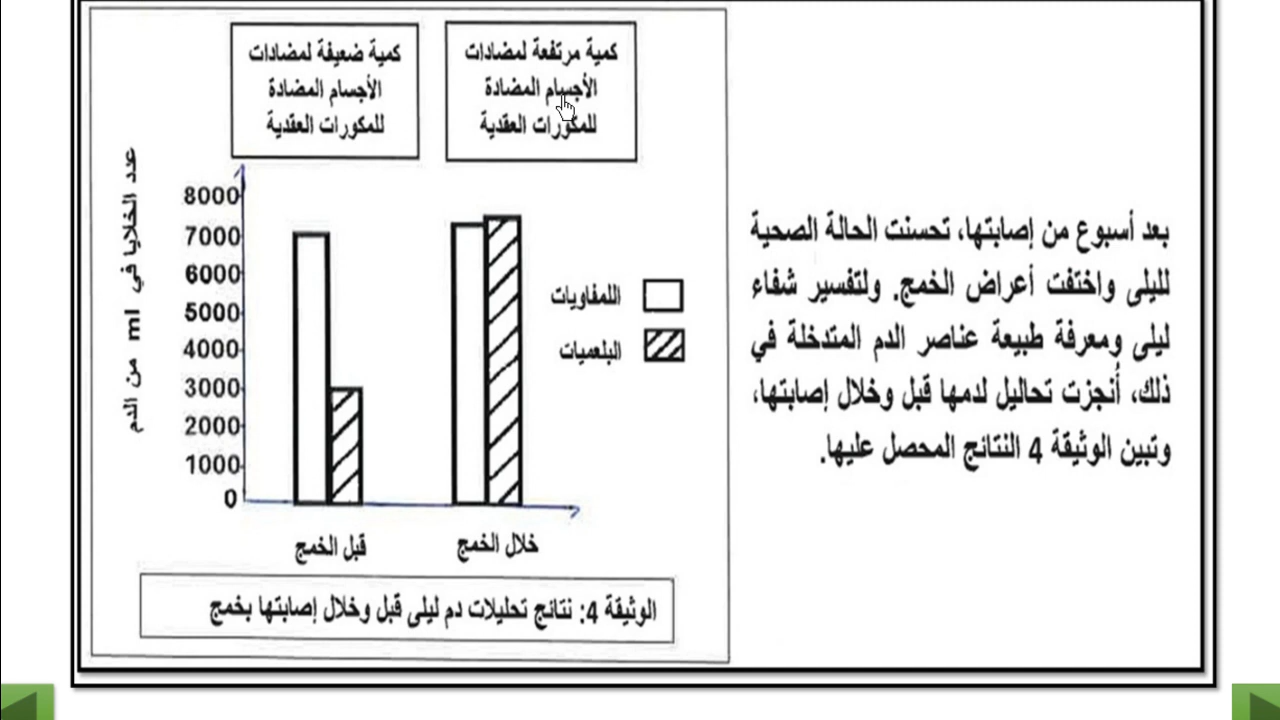 بعد أسبوع من إصابتها، تحسنت الحالة الصحية
لليلى واختفت أعراض الخمج. ولتفسير شفاء
ليلى ومعرفة طبيعة عناصر الدم المتدخلة في
ذلك، أنجزت تحاليل لدمها قبل وخلال إصابتها،
وتبين الوثيقة 4 النتائج المحصل عليها.
كمية مرتفعة لمضادات
الأجسام المضادة
للمكورات العقدية
كمية ضعيفة لمضادات
الأجسام المضادة
للمكورات العقدية
عدد الخلايا في ml من الدم
8000
7000
6000
5000
4000
3000
2000
1000
0
اللمفاويات
البلعميات
قبل الخمج
خلال الخمج
الوثيقة 4: نتائج تحليلات دم ليلى قبل وخلال إصابتها بخمج